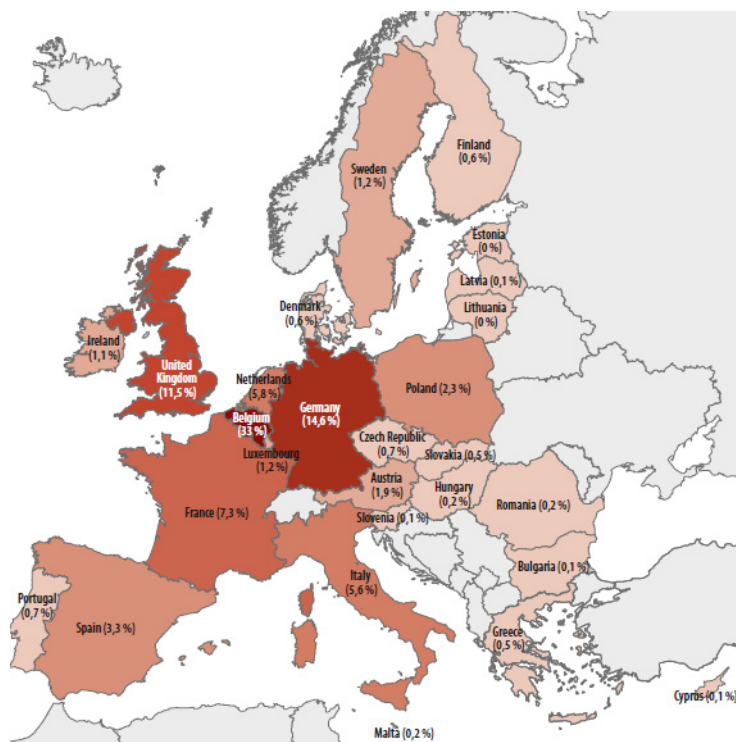 Finland
(0,6 %)
Sweden
(1,2 %)
Estonia
(0 %)
Latvia (0,1 %)
Lithuania
(0 %)
Denmark
(0,6 %)
Ireland
(1,1 %)
United
Kingdom
(11,5 %)
Netherlands
(5,8 %)
Poland (2,3 %)
Germany
(14,6 %)
Belgium
(33 %)
Luxembourg
(1,2 %)
Czech Republic
(0,7 %)
Slovakia (0,5 %)
Austria
(1,9 %)
Hungary
(0,2 %)
Romania (0,2 %)
France (7,3 %)
Slovenia (0,1 %)
Bulgaria (0,1 %)
Italy
(5,6 %)
Portugal
(0,7 %)
Spain (3,3 %)
Greece
(0,5 %)
Cyprus (0,1 %)
Malta (0,2 %)